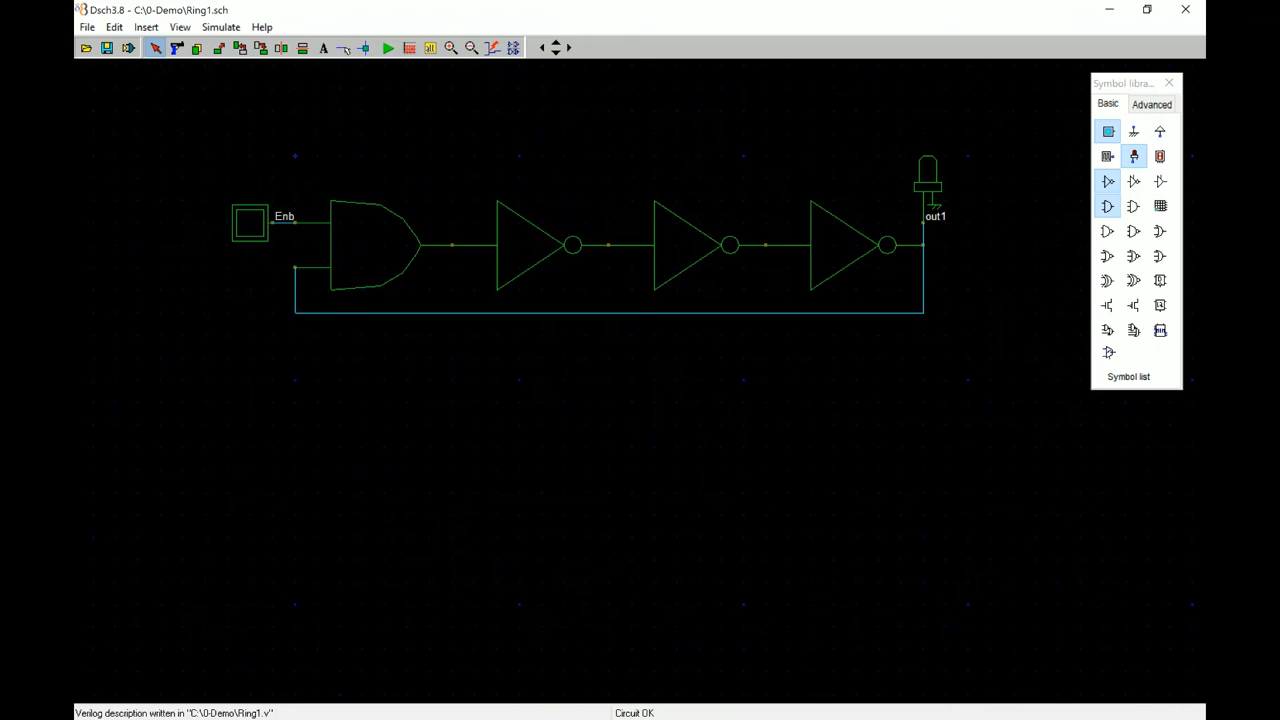 Dsch3.8 - C:\0-Demo\Ring1.sch
File Edit Insert View Simulate Help
Symbol libra...
Basic Advanced
Enb
out1
Symbol list
Verilog description written in "C:\0-Demo\Ring1.v" Circuit OK